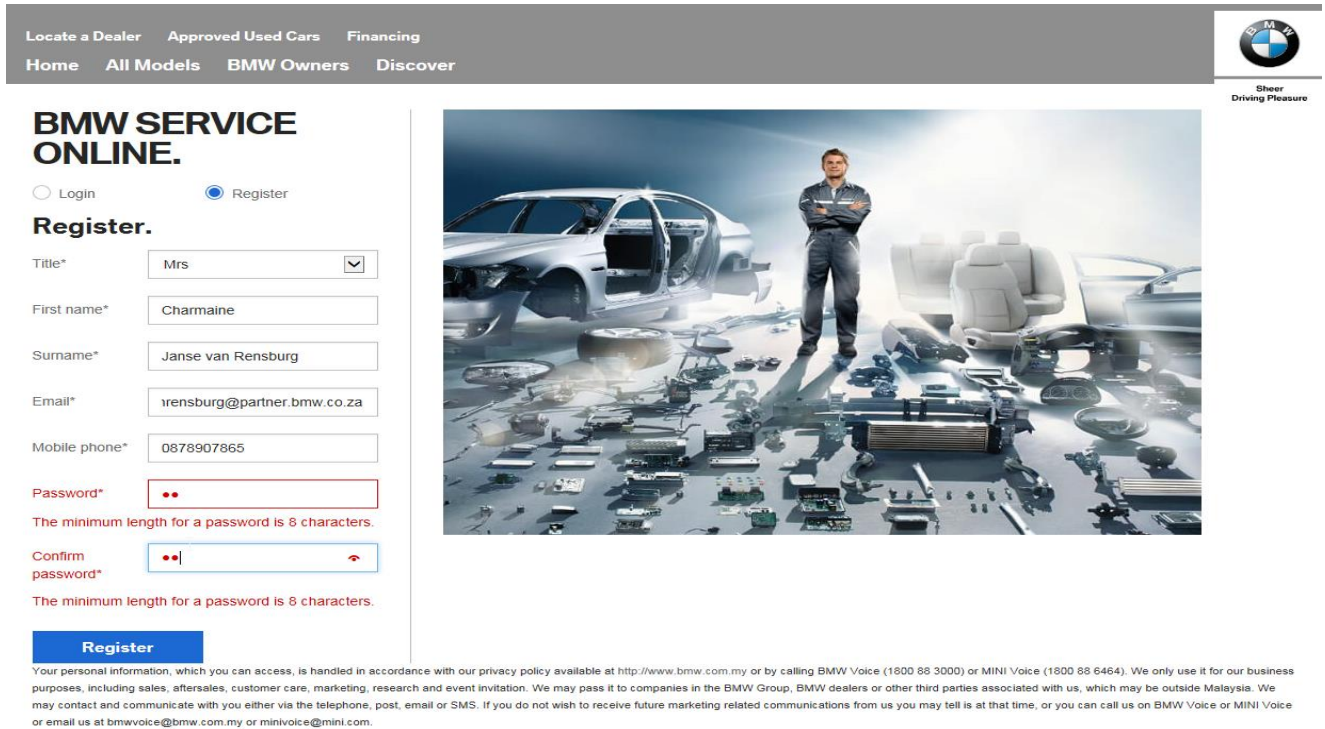 Locate a Dealer Approved Used Cars Financing
Home All Models BMW Owners Discover
BMW
Sheer
Driving Pleasure
BMW SERVICE
ONLINE.
Login Register
Register.
Title* Mrs
First name* Charmaine
Surname* Janse van Rensburg
Email* rensburg@partner.bmw.co.za
Mobile phone* 0878907865
Password* ••
The minimum length for a password is 8 characters.
Confirm
password* ••
The minimum length for a password is 8 characters.
Register
Your personal information, which you can access, is handled in accordance with our privacy policy available at http://www.bmw.com.my or by calling BMW Voice (1800 88 3000) or MINI Voice (1800 88 6464). We only use it for our business
purposes, including sales, aftersales, customer care, marketing, research and event invitation. We may pass it to companies in the BMW Group, BMW dealers or other third parties associated with us, which may be outside Malaysia. We
may contact and communicate with you either via the telephone, post, email or SMS. If you do not wish to receive future marketing related communications from us you may tell is at that time, or you can call us on BMW Voice or MINI Voice
or email us at bmwvoice@bmw.com.my or minivoice@mini.com.